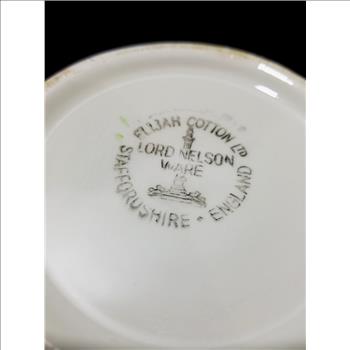 ELIJAH COTTON LTD
LORD NELSON
WARE
STAFFORDSHIRE • ENGLAND